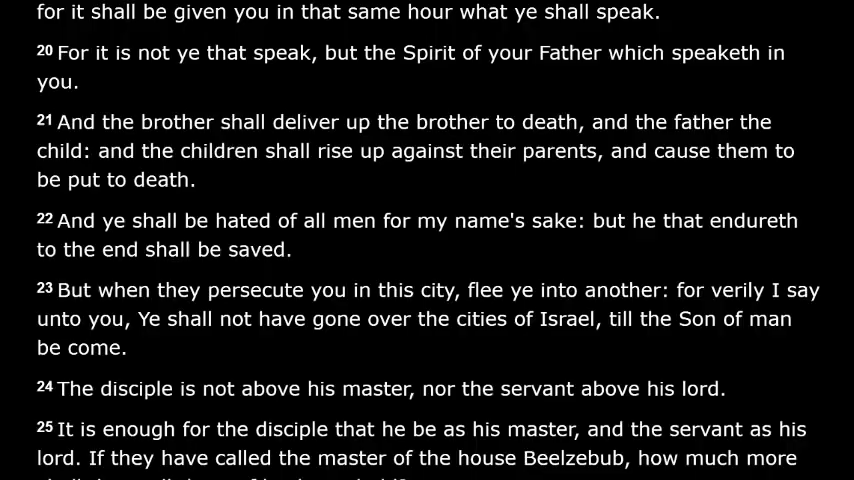 for it shall be given you in that same hour what ye shall speak.
20 For it is not ye that speak, but the Spirit of your Father which speaketh in
you.
21 And the brother shall deliver up the brother to death, and the father the
child: and the children shall rise up against their parents, and cause them to
be put to death.
22 And ye shall be hated of all men for my name's sake: but he that endureth
to the end shall be saved.
23 But when they persecute you in this city, flee ye into another: for verily I say
unto you, Ye shall not have gone over the cities of Israel, till the Son of man
be come.
24 The disciple is not above his master, nor the servant above his lord.
25 It is enough for the disciple that he be as his master, and the servant as his
lord. If they have called the master of the house Beelzebub, how much more